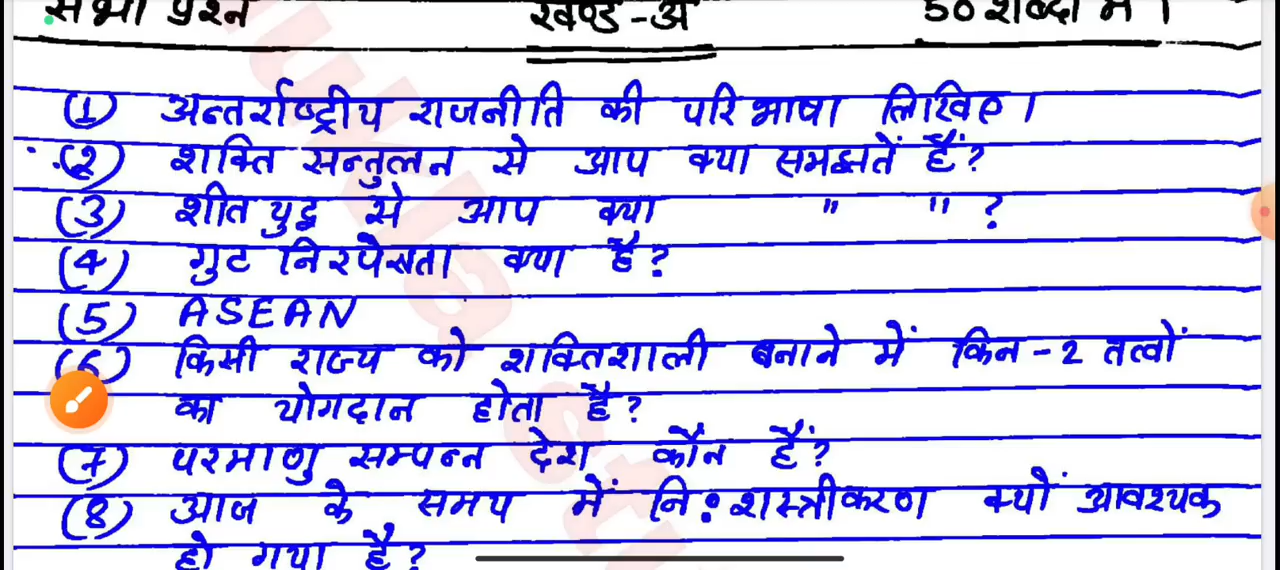 सभी प्रश्न खण्ड-अ 50 शब्दों में ।
(1) अन्तर्राष्ट्रीय राजनीति की परिभाषा लिखिए ।
(2) शक्ति सन्तुलन से आप क्या समझतें हैं?
(3) शीत युद्ध से आप क्या " " ?
(4) गुट निरपेक्षता क्या है?
(5) ASEAN
(6) किसी राज्य को शक्तिशाली बनाने में किन-2 तत्वों
का योगदान होता है?
(7) परमाणु सम्पन्न देश कौन हैं?
(8) आज के समय में नि:शस्त्रीकरण क्यों आवश्यक
हो गया है?